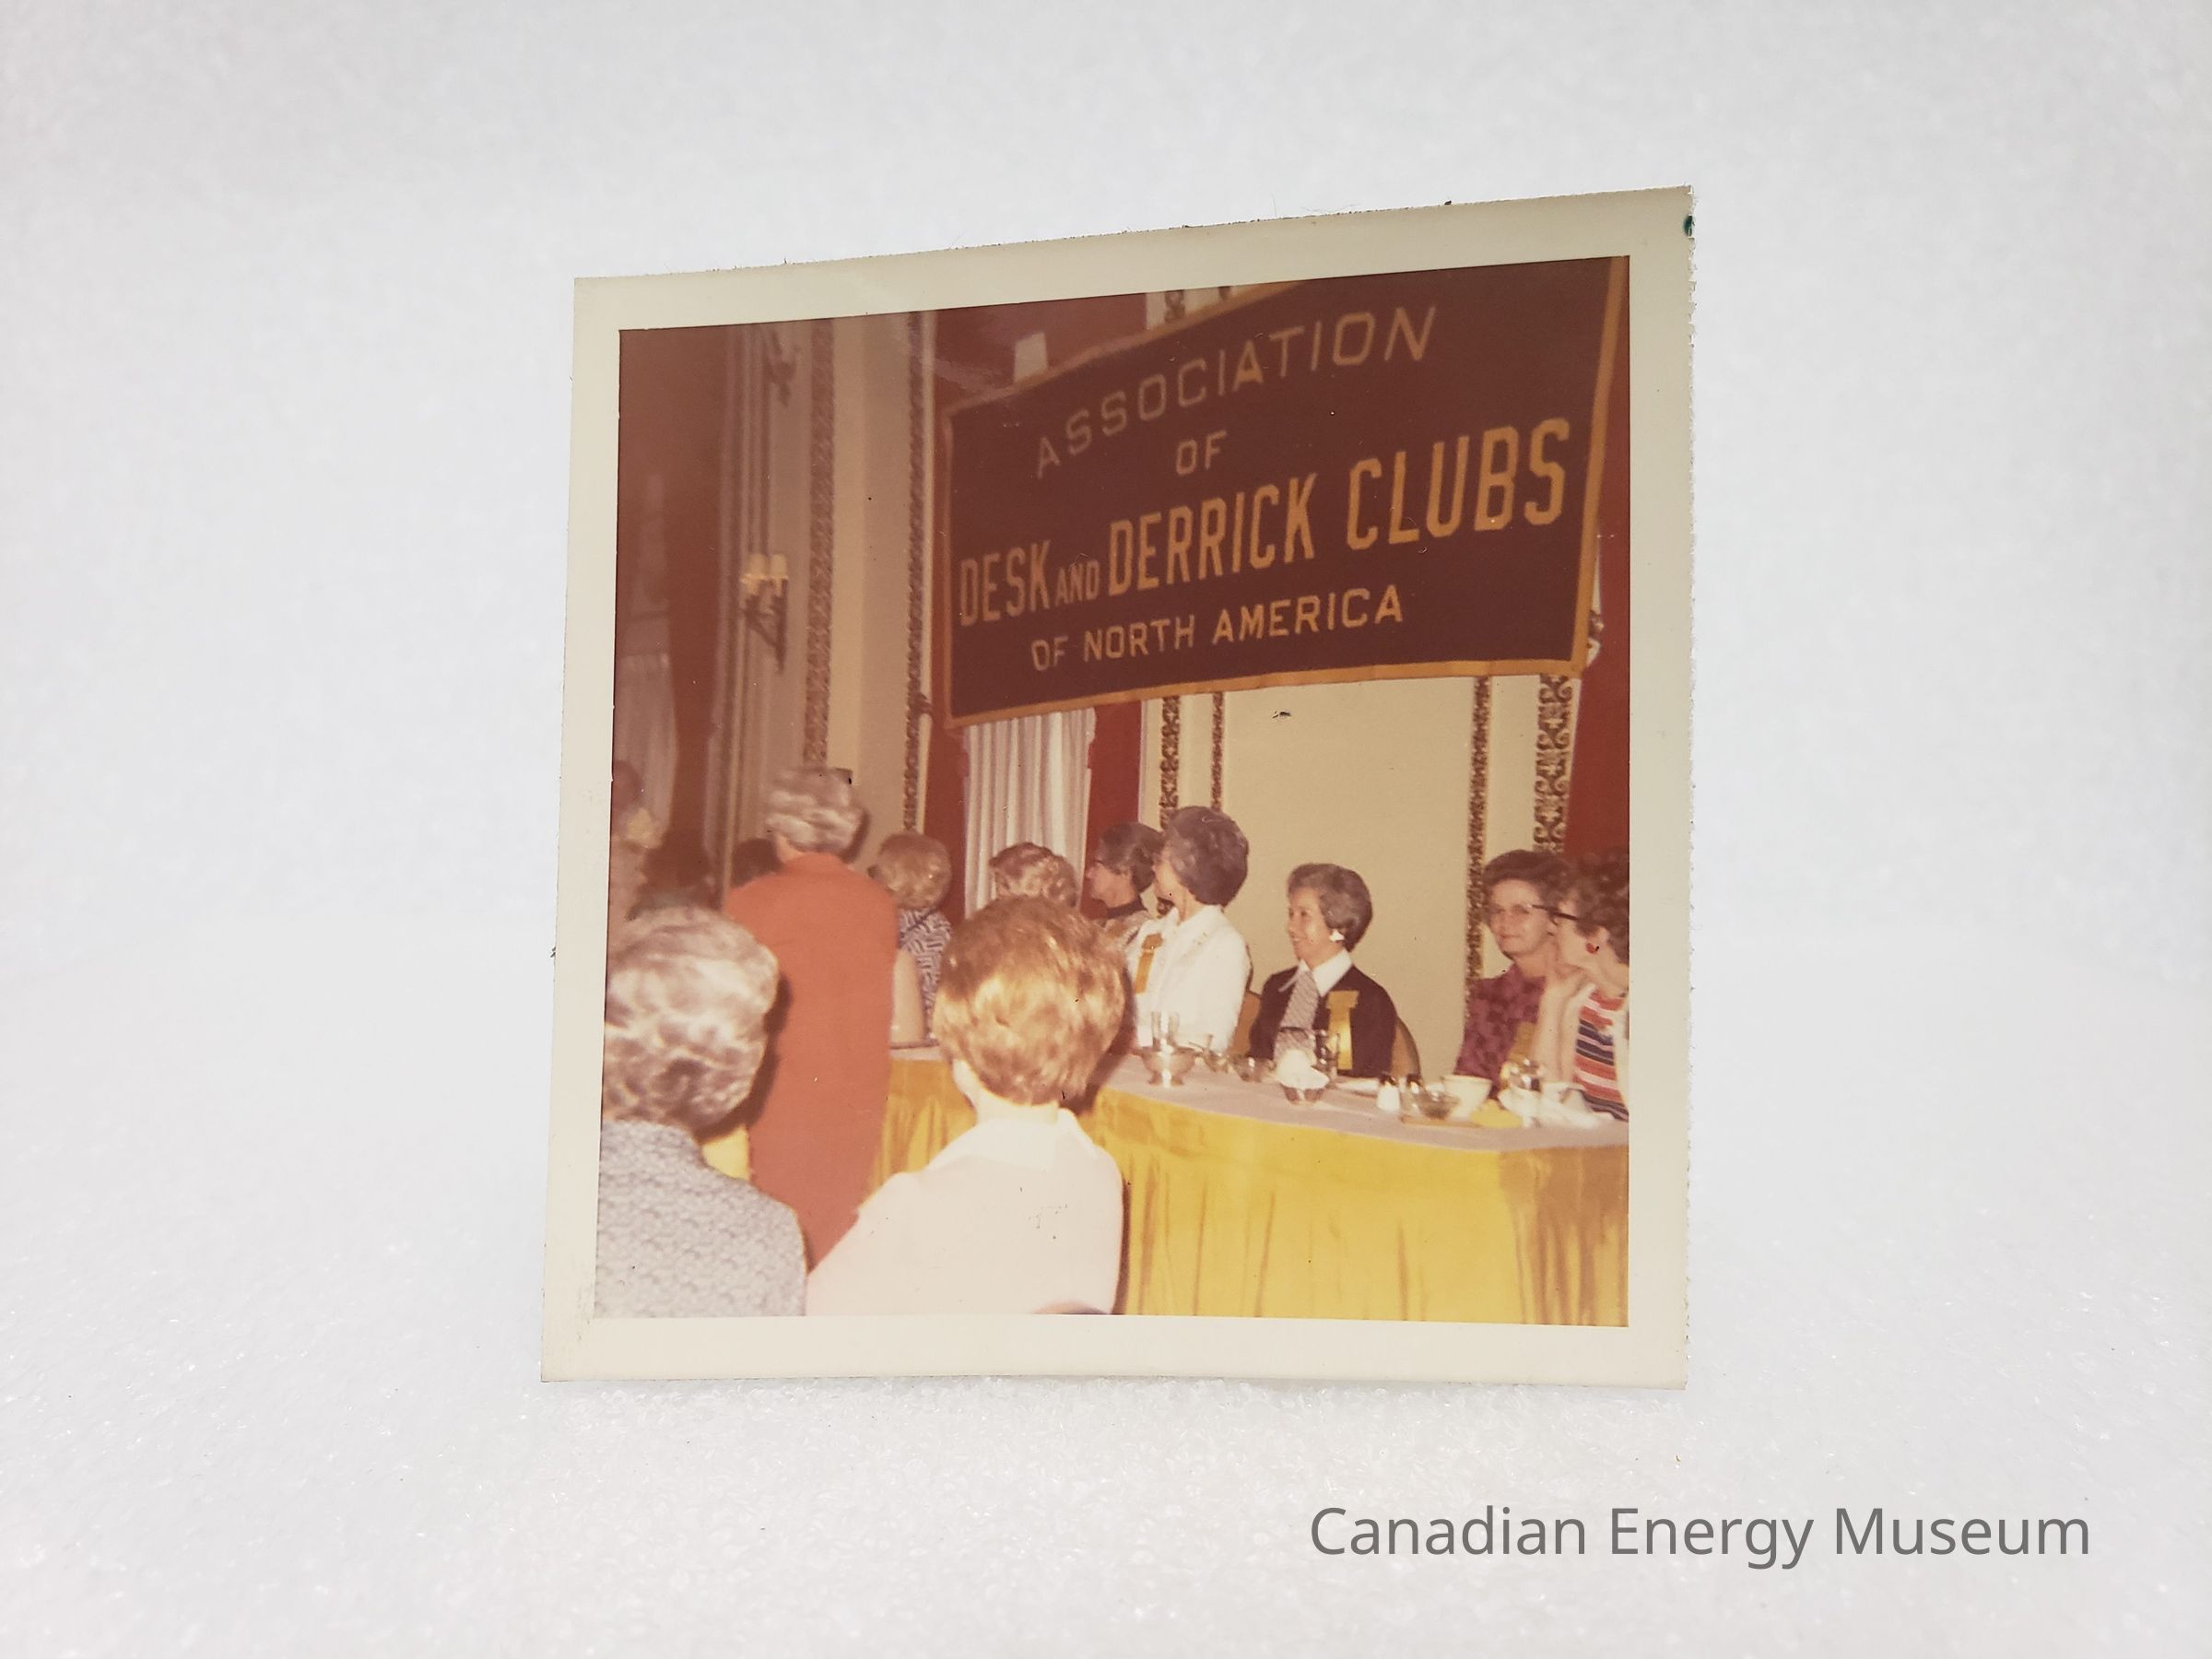 ASSOCIATION
OF
DESK AND DERRICK CLUBS
OF NORTH AMERICA
Canadian Energy Museum